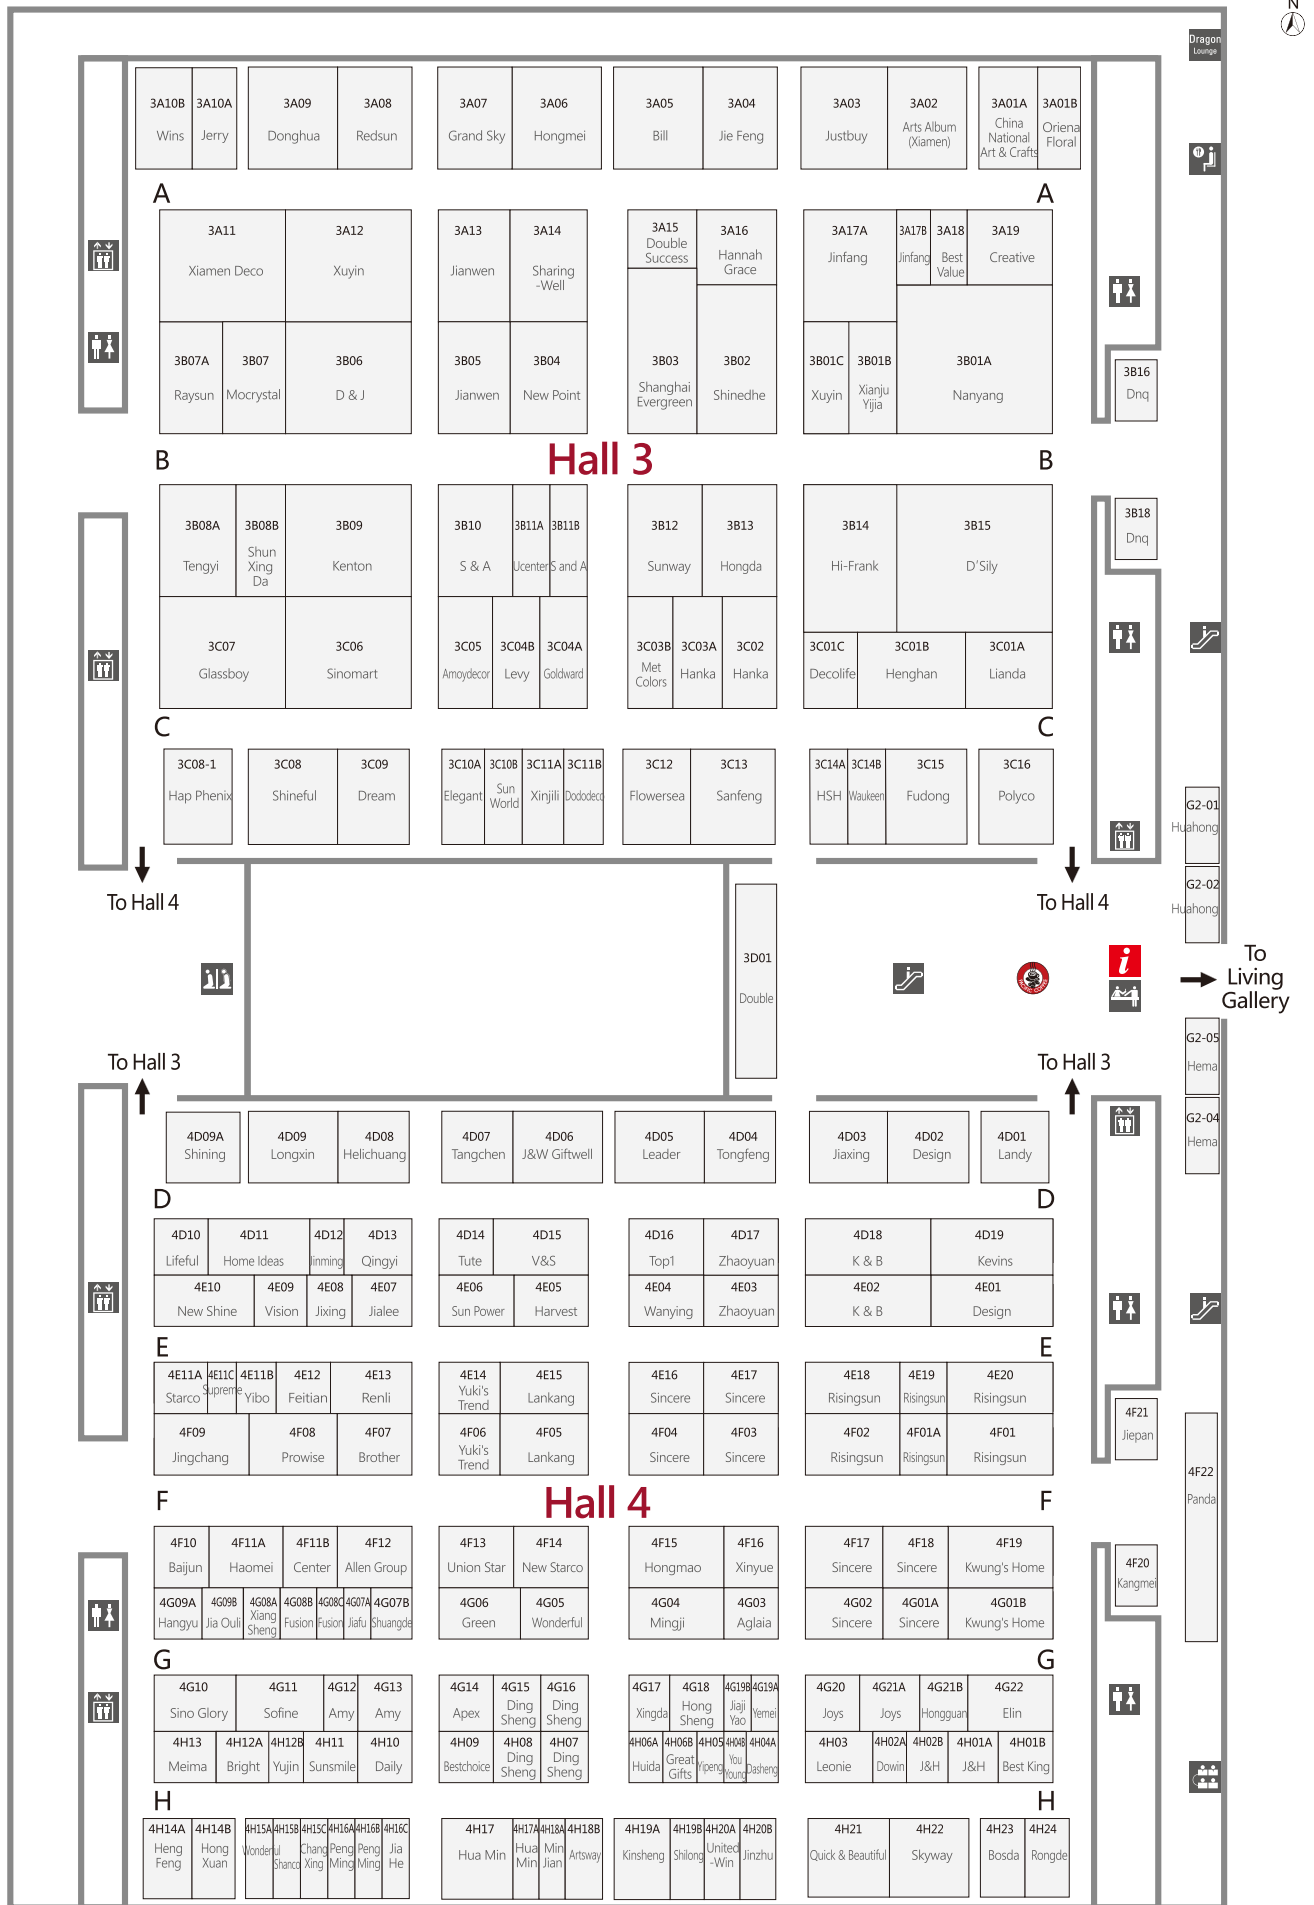 N
Dragon
Lounge
3A10B
Wins
3A10A
Jerry
3A09
Donghua
3A08
Redsun
3A07
Grand Sky
3A06
Hongmei
3A05
Bill
3A04
Jie Feng
3A03
Justbuy
3A02
Arts Album
(Xiamen)
3A01A
China
National
Art & Crafts
3A01B
Oriena
Floral
A
A
3A11
Xiamen Deco
3A12
Xuyin
3A13
Jianwen
3A14
Sharing
-Well
3A15
Double
Success
3A16
Hannah
Grace
3A17A
Jinfang
3A17B
Jinfang
3A18
Best
Value
3A19
Creative
3B07A
Raysun
3B07
Mocrystal
3B06
D & J
3B05
Jianwen
3B04
New Point
3B03
Shanghai
Evergreen
3B02
Shinedhe
3B01C
Xuyin
3B01B
Xianju
Yijia
3B01A
Nanyang
3B16
Dnq
B
Hall 3
B
3B08A
Tengyi
3B08B
Shun
Xing
Da
3B09
Kenton
3B10
S & A
3B11A
Ucenter
3B11B
S and A
3B12
Sunway
3B13
Hongda
3B14
Hi-Frank
3B15
D'Sily
3B18
Dnq
3C07
Glassboy
3C06
Sinomart
3C05
Amoydecor
3C04B
Levy
3C04A
Goldward
3C03B
Met
Colors
3C03A
Hanka
3C02
Hanka
3C01C
Decolife
3C01B
Henghan
3C01A
Lianda
C
C
3C08-1
Hap Phenix
3C08
Shineful
3C09
Dream
3C10A
Elegant
3C10B
Sun
World
3C11A
Xinjili
3C11B
Dododeco
3C12
Flowersea
3C13
Sanfeng
3C14A
HSH
3C14B
Waukeen
3C15
Fudong
3C16
Polyco
G2-01
Huahong
G2-02
Huahong
To Hall 4
To Hall 4
3D01
Double
i
To
Living
Gallery
To Hall 3
To Hall 3
G2-05
Hema
G2-04
Hema
4D09A
Shining
4D09
Longxin
4D08
Helichuang
4D07
Tangchen
4D06
J&W Giftwell
4D05
Leader
4D04
Tongfeng
4D03
Jiaxing
4D02
Design
4D01
Landy
D
D
4D10
Lifeful
4D11
Home Ideas
4D12
Jinming
4D13
Qingyi
4D14
Tute
4D15
V&S
4D16
Top1
4D17
Zhaoyuan
4D18
K & B
4D19
Kevins
4E10
New Shine
4E09
Vision
4E08
Jixing
4E07
Jialee
4E06
Sun Power
4E05
Harvest
4E04
Wanying
4E03
Zhaoyuan
4E02
K & B
4E01
Design
E
E
4E11A
Starco
4E11C
Supreme
4E11B
Yibo
4E12
Feitian
4E13
Renli
4E14
Yuki's
Trend
4E15
Lankang
4E16
Sincere
4E17
Sincere
4E18
Risingsun
4E19
Risingsun
4E20
Risingsun
4F09
Jingchang
4F08
Prowise
4F07
Brother
4F06
Yuki's
Trend
4F05
Lankang
4F04
Sincere
4F03
Sincere
4F02
Risingsun
4F01A
Risingsun
4F01
Risingsun
4F21
Jiepan
4F22
Panda
F
Hall 4
F
4F10
Baijun
4F11A
Haomei
4F11B
Center
4F12
Allen Group
4F13
Union Star
4F14
New Starco
4F15
Hongmao
4F16
Xinyue
4F17
Sincere
4F18
Sincere
4F19
Kwung's Home
4F20
Kangmei
4G09A
Hangyu
4G09B
Jia Ouli
4G08A
Xiang
Sheng
4G08B
Fusion
4G08C
Fusion
4G07A
Jiafu
4G07B
Shuangde
4G06
Green
4G05
Wonderful
4G04
Mingji
4G03
Aglaia
4G02
Sincere
4G01A
Sincere
4G01B
Kwung's Home
G
G
4G10
Sino Glory
4G11
Sofine
4G12
Amy
4G13
Amy
4G14
Apex
4G15
Ding
Sheng
4G16
Ding
Sheng
4G17
Xingda
4G18
Hong
Sheng
4G19B
Jiaji
Yao
4G19A
Yemei
4G20
Joys
4G21A
Joys
4G21B
Hongguan
4G22
Elin
4H13
Meima
4H12A
Bright
4H12B
Yujin
4H11
Sunsmile
4H10
Daily
4H09
Bestchoice
4H08
Ding
Sheng
4H07
Ding
Sheng
4H06A
Huida
4H06B
Great
Gifts
4H05
Yipeng
4H04B
You
Young
4H04A
Dasheng
4H03
Leonie
4H02A
Dowin
4H02B
J&H
4H01A
J&H
4H01B
Best King
H
H
4H14A
Heng
Feng
4H14B
Hong
Xuan
4H15A
Wonderful
4H15B
Shanco
4H15C
Chang
Xing
4H16A
Peng
Ming
4H16B
Peng
Ming
4H16C
Jia
He
4H17
Hua Min
4H17A
Hua
Min
4H18A
Min
Jian
4H18B
Artsway
4H19A
Kinsheng
4H19B
Shilong
4H20A
United
-Win
4H20B
Jinzhu
4H21
Quick & Beautiful
4H22
Skyway
4H23
Bosda
4H24
Rongde